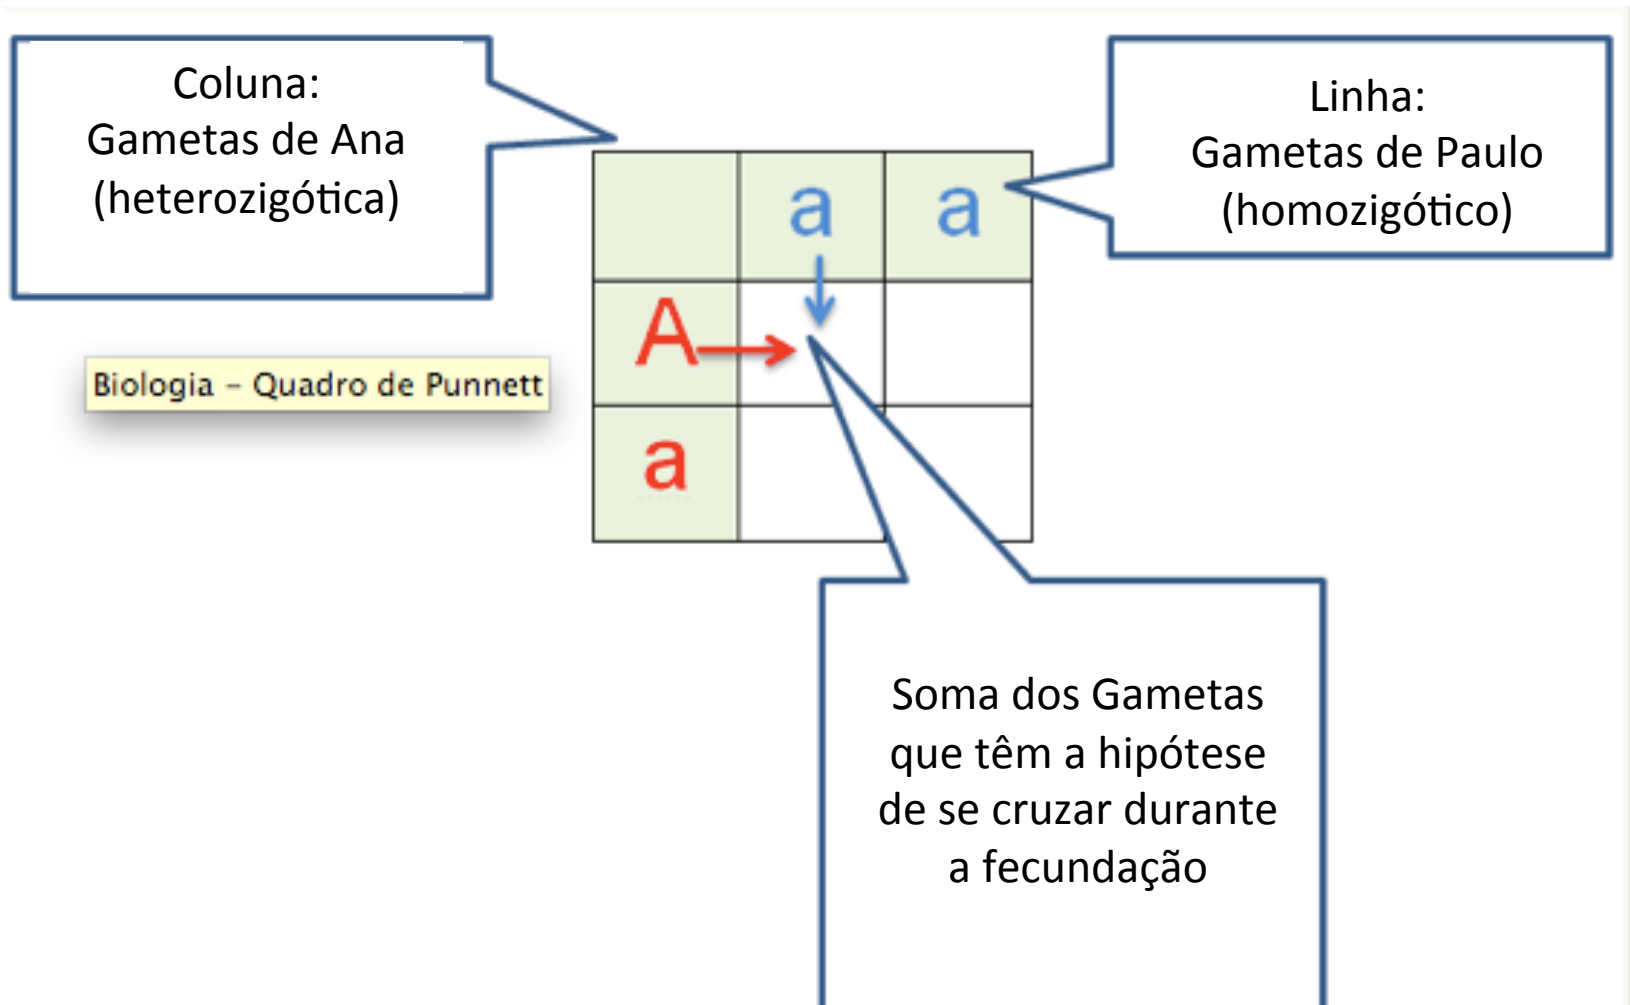 Coluna:
Gametas de Ana
(heterozigótica)
Linha:
Gametas de Paulo
(homozigótico)
a a
A
a
Biologia – Quadro de Punnett
Soma dos Gametas
que têm a hipótese
de se cruzar durante
a fecundação